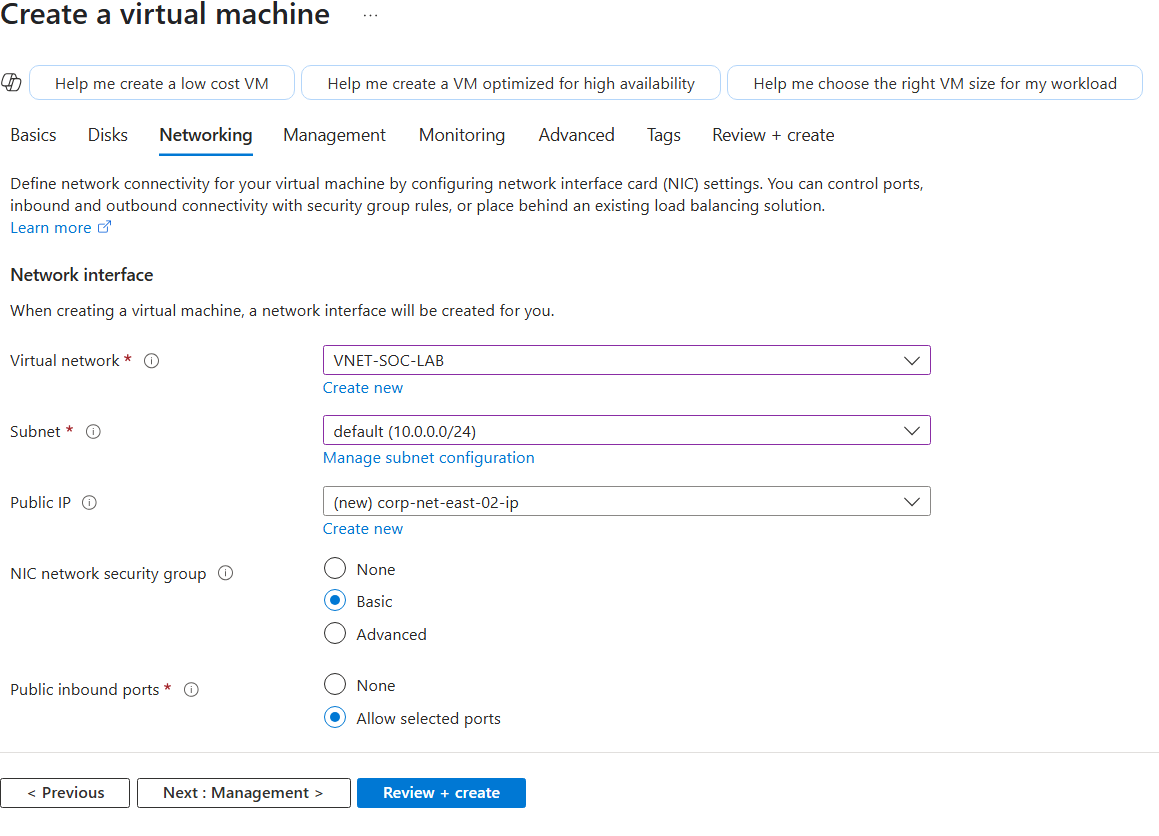 Create a virtual machine ...
Help me create a low cost VM
Help me create a VM optimized for high availability
Help me choose the right VM size for my workload
Basics Disks Networking Management Monitoring Advanced Tags Review + create
Define network connectivity for your virtual machine by configuring network interface card (NIC) settings. You can control ports,
inbound and outbound connectivity with security group rules, or place behind an existing load balancing solution.
Learn more
Network interface
When creating a virtual machine, a network interface will be created for you.
Virtual network *
VNET-SOC-LAB
Create new
Subnet *
default (10.0.0.0/24)
Manage subnet configuration
Public IP
(new) corp-net-east-02-ip
Create new
NIC network security group
None
Basic
Advanced
Public inbound ports *
None
Allow selected ports
< Previous
Next : Management >
Review + create